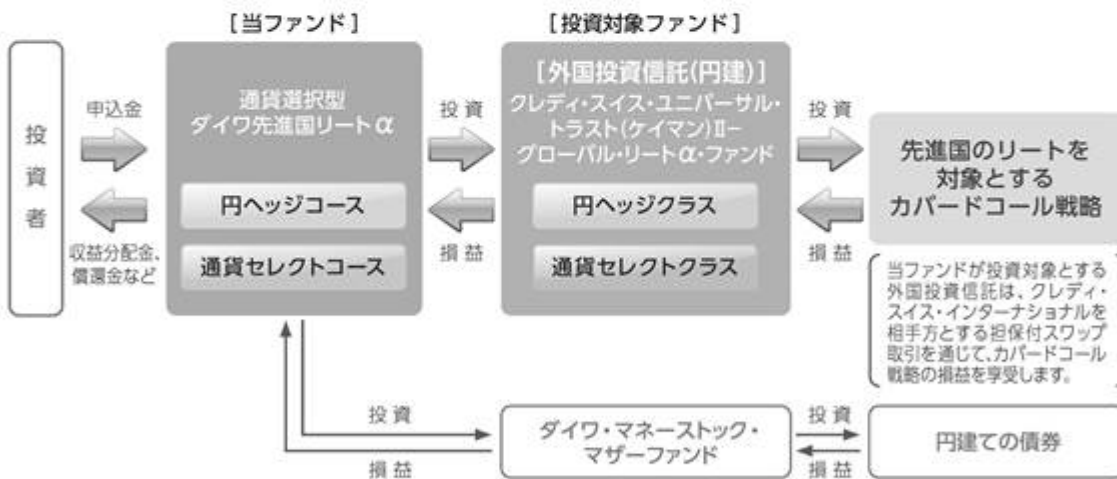 [当ファンド]
[投資対象ファンド]
投資者
申込金
収益分配金、
償還金など
通貨選択型
ダイワ先進国リートα
円ヘッジコース
通貨セレクトコース
投資
損益
[外国投資信託(円建)]
クレディ・スイス・ユニバーサル・
トラスト(ケイマン)Ⅱ−
グローバル・リートα・ファンド
円ヘッジクラス
通貨セレクトクラス
投資
損益
先進国のリートを
対象とする
カバードコール戦略
当ファンドが投資対象とする
外国投資信託は、クレディ・
スイス・インターナショナルを
相手方とする担保付スワップ
取引を通じて、カバードコール
戦略の損益を享受します。
投資
損益
ダイワ・マネーストック・
マザーファンド
投資
損益
円建ての債券